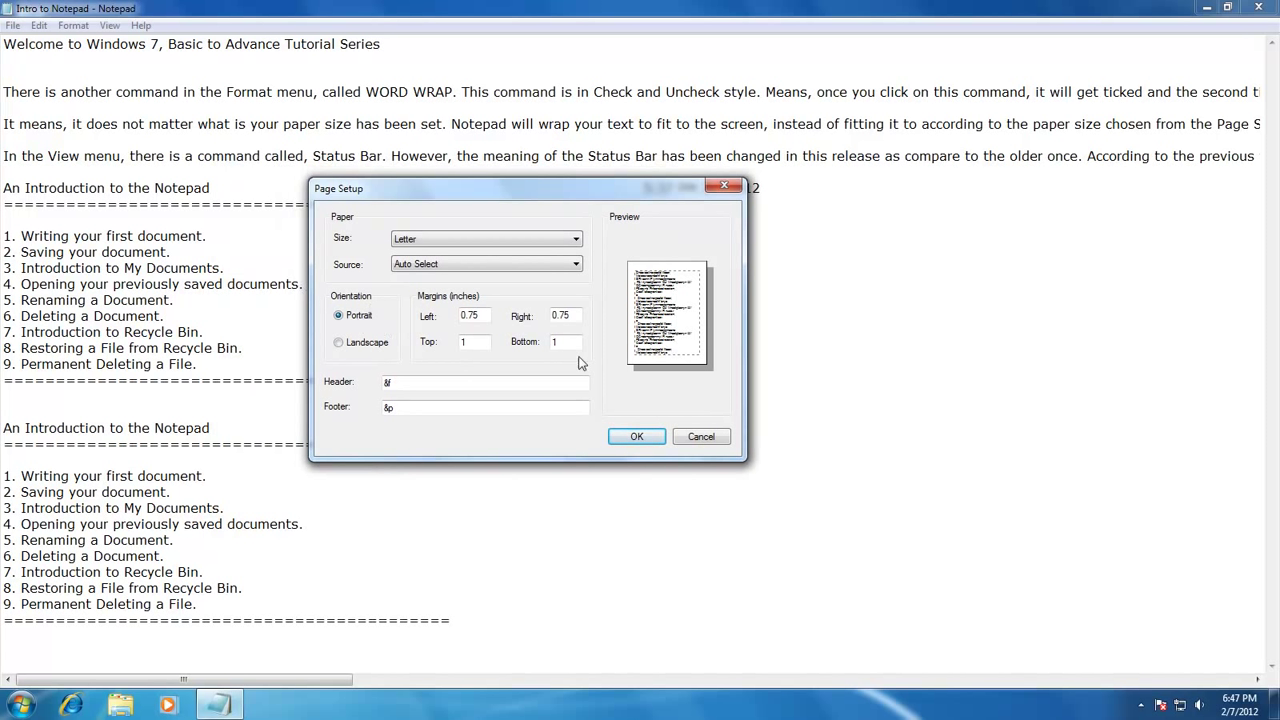 Intro to Notepad - Notepad
File Edit Format View Help
Welcome to Windows 7, Basic to Advance Tutorial Series
There is another command in the Format menu, called WORD WRAP. This command is in Check and Uncheck style. Means, once you click on this command, it will get ticked and the second
It means, it does not matter what is your paper size has been set. Notepad will wrap your text to fit to the screen, instead of fitting it to according to the paper size chosen from the Page
In the View menu, there is a command called, Status Bar. However, the meaning of the Status Bar has been changed in this release as compare to the older once. According to the previous
An Introduction to the Notepad
12
Page Setup
Paper
Size: Letter
Source: Auto Select
Orientation
Portrait
Landscape
Margins (inches)
Left: 0.75 Right: 0.75
Top: 1 Bottom: 1
Header: &f
Footer: &p
Preview
OK Cancel
1. Writing your first document.
2. Saving your document.
3. Introduction to My Documents.
4. Opening your previously saved documents.
5. Renaming a Document.
6. Deleting a Document.
7. Introduction to Recycle Bin.
8. Restoring a File from Recycle Bin.
9. Permanent Deleting a File.
An Introduction to the Notepad
1. Writing your first document.
2. Saving your document.
3. Introduction to My Documents.
4. Opening your previously saved documents.
5. Renaming a Document.
6. Deleting a Document.
7. Introduction to Recycle Bin.
8. Restoring a File from Recycle Bin.
9. Permanent Deleting a File.
===========================================
6:47 PM
2/7/2012